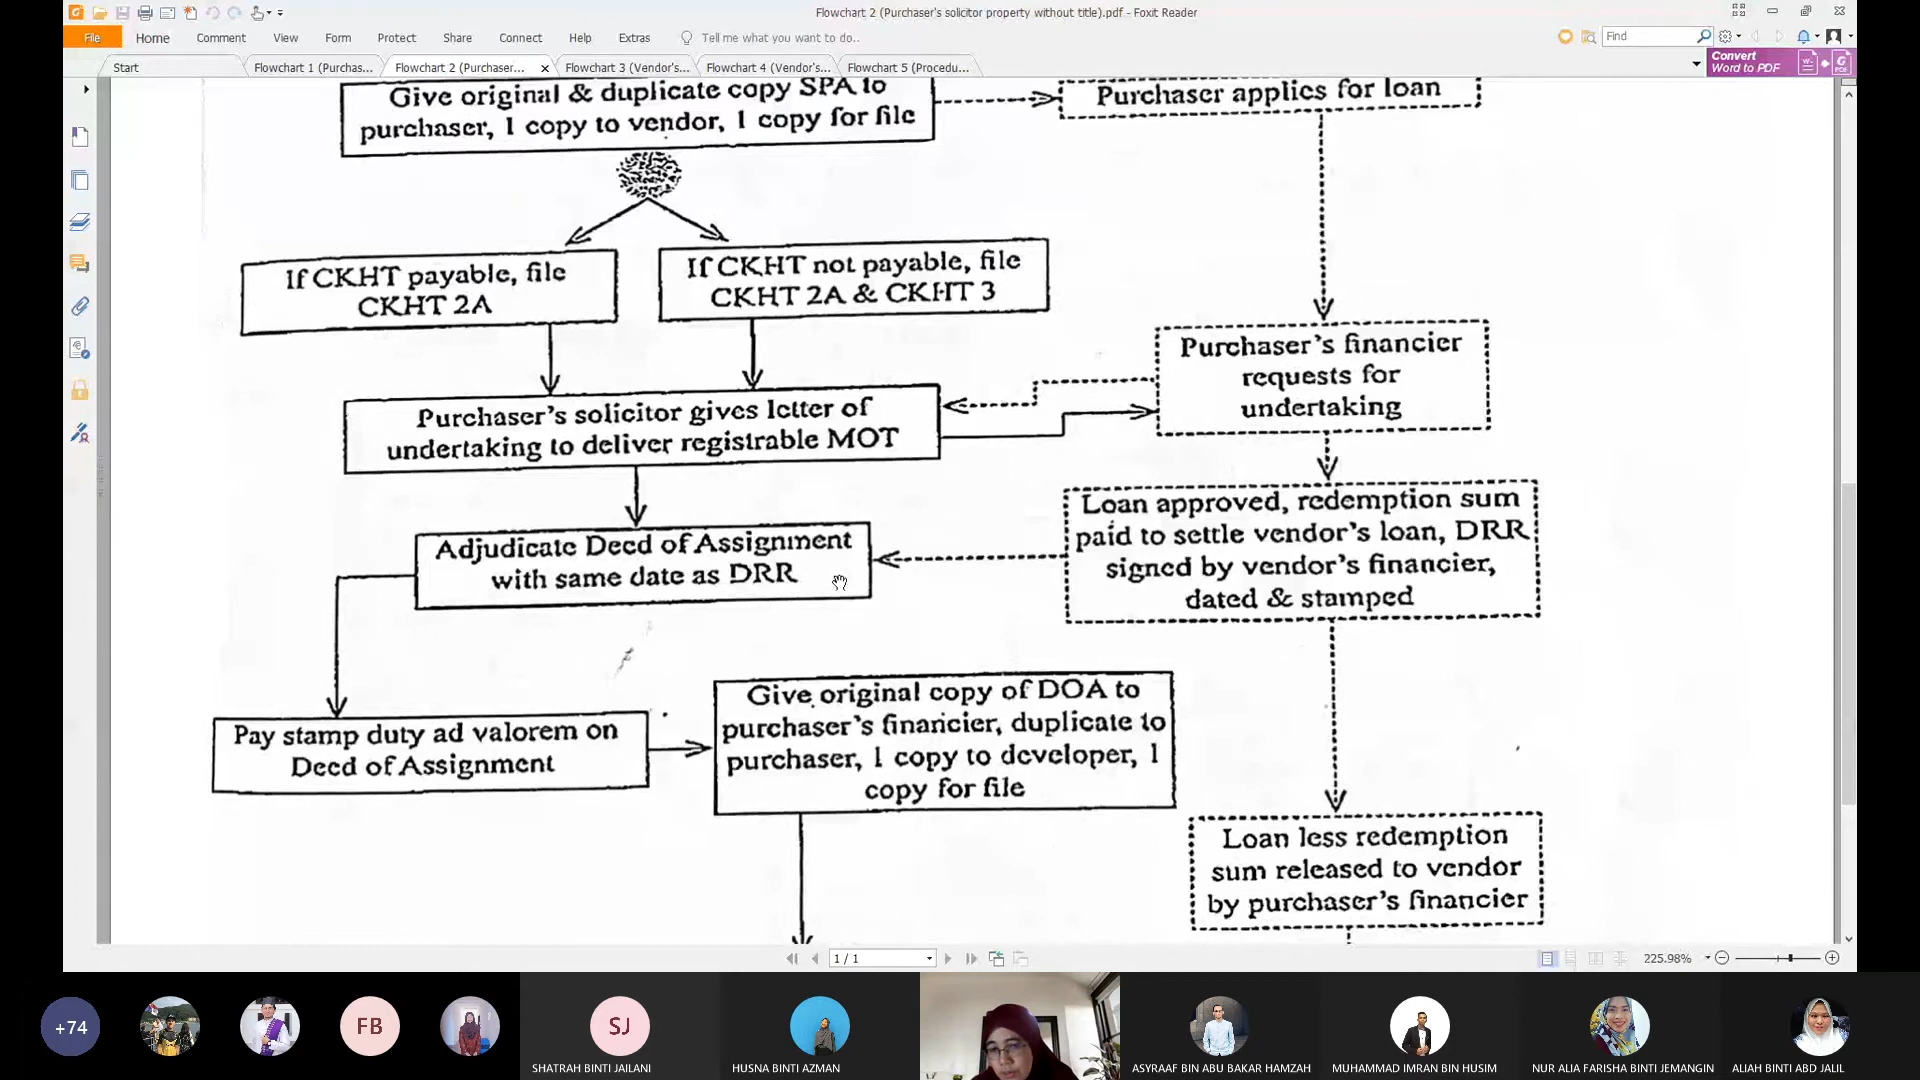 Flowchart 2 (Purchaser's solicitor property without title).pdf - Foxit Reader
File
Home
Comment
View
Form
Protect
Share
Connect
Help
Extras
Tell me what you want to do..
Find
Start
Flowchart 1 (Purchas...
Flowchart 2 (Purchaser...
Flowchart 3 (Vendor's...
Flowchart 4 (Vendor's...
Flowchart 5 (Procedu...
Convert
Word to PDF
Give original & duplicate copy SPA to
purchaser, 1 copy to vendor, 1 copy for file
Purchaser applies for loan
If CKHT payable, file
CKHT 2A
If CKHT not payable, file
CKHT 2A & CKHT 3
Purchaser's financier
requests for
undertaking
Purchaser's solicitor gives letter of
undertaking to deliver registrable MOT
Loan approved, redemption sum
paid to settle vendor's loan, DRR
signed by vendor's financier,
dated & stamped
Adjudicate Deed of Assignment
with same date as DRR
Give original copy of DOA to
purchaser's financier, duplicate to
purchaser, 1 copy to developer, 1
copy for file
Pay stamp duty ad valorem on
Deed of Assignment
Loan less redemption
sum released to vendor
by purchaser's financier
1 / 1
225.98%
+74
FB
SJ
SHATRAH BINTI JAILANI
HUSNA BINTI AZMAN
ASYRAAF BIN ABU BAKAR HAMZAH
MUHAMMAD IMRAN BIN HUSIM
NUR ALIA FARISHA BINTI JEMANGIN
ALIAH BINTI ABD JALIL